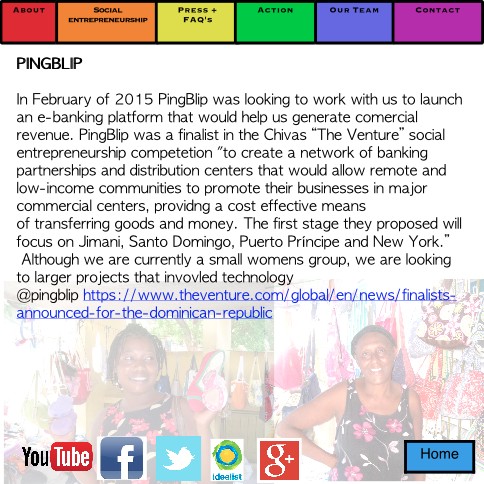 About
Social entrepreneurship
Press + FAQ's
Action
Our Team
Contact
PINGBLIP
In February of 2015 PingBlip was looking to work with us to launch
an e-banking platform that would help us generate comercial
revenue. PingBlip was a finalist in the Chivas “The Venture” social
entrepreneurship competetion "to create a network of banking
partnerships and distribution centers that would allow remote and
low-income communities to promote their businesses in major
commercial centers, providng a cost effective means
of transferring goods and money. The first stage they proposed will
focus on Jimani, Santo Domingo, Puerto Príncipe and New York.”
Although we are currently a small womens group, we are looking
to larger projects that invovled technology
@pingblip https://www.theventure.com/global/en/news/finalists-
announced-for-the-dominican-republic
YouTube
f
idealist
g+
Home